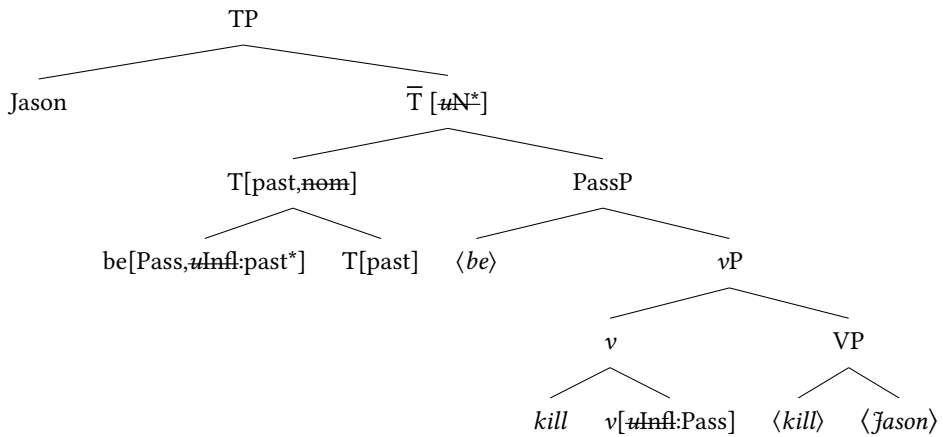 TP
Jason T̅ [uN*]
T[past,nom] PassP
be[Pass,uInfl:past*] T[past] ⟨be⟩ vP
v VP
kill v[uInfl:Pass] ⟨kill⟩ ⟨Jason⟩